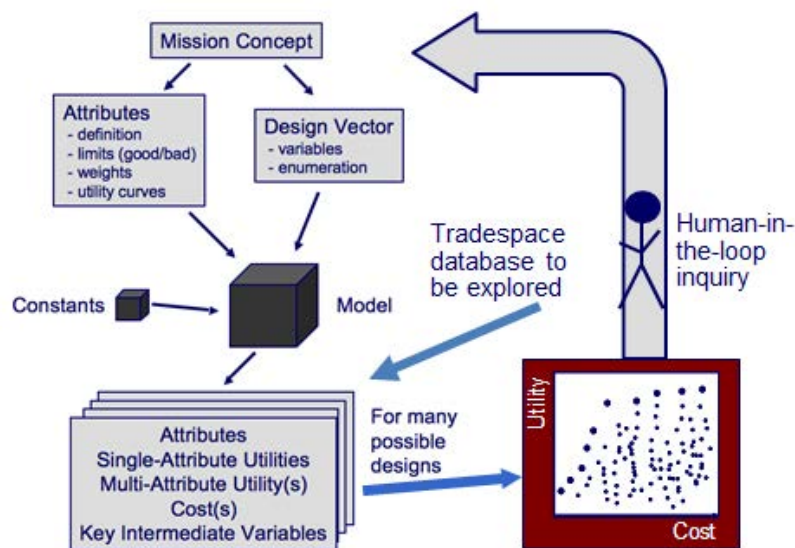 Mission Concept
Attributes
- definition
- limits (good/bad)
- weights
- utility curves
Design Vector
- variables
- enumeration
Constants
Model
Tradespace
database to
be explored
Human-in-
the-loop
inquiry
Attributes
Single-Attribute Utilities
Multi-Attribute Utility(s)
Cost(s)
Key Intermediate Variables
For many
possible
designs
Utility
Cost